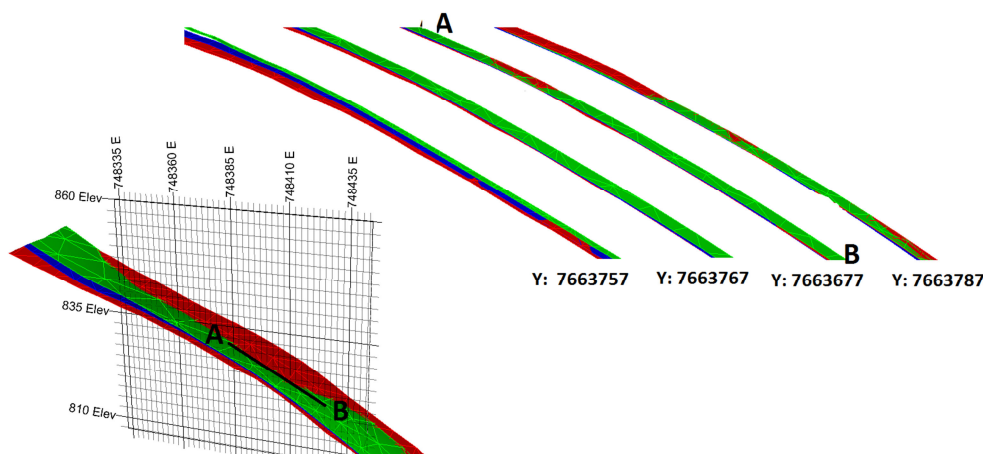 A
B
Y: 7663757
Y: 7663767
Y: 7663677
Y: 7663787
748335 E
748360 E
748385 E
748410 E
748435 E
860 Elev
835 Elev
810 Elev
A
B